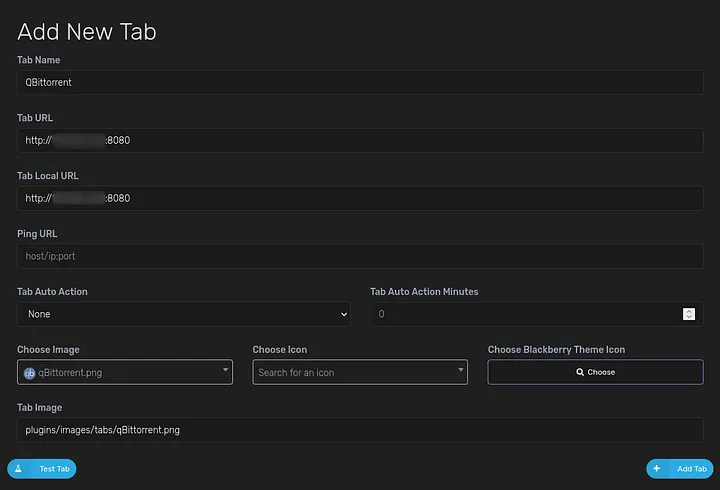 Add New Tab
Tab Name
QBittorrent
Tab URL
http:// :8080
Tab Local URL
http:// :8080
Ping URL
host/ip:port
Tab Auto Action Tab Auto Action Minutes
None 0
Choose Image Choose Icon Choose Blackberry Theme Icon
qb qBittorrent.png Search for an icon Choose
Tab Image
plugins/images/tabs/qBittorrent.png
Test Tab Add Tab